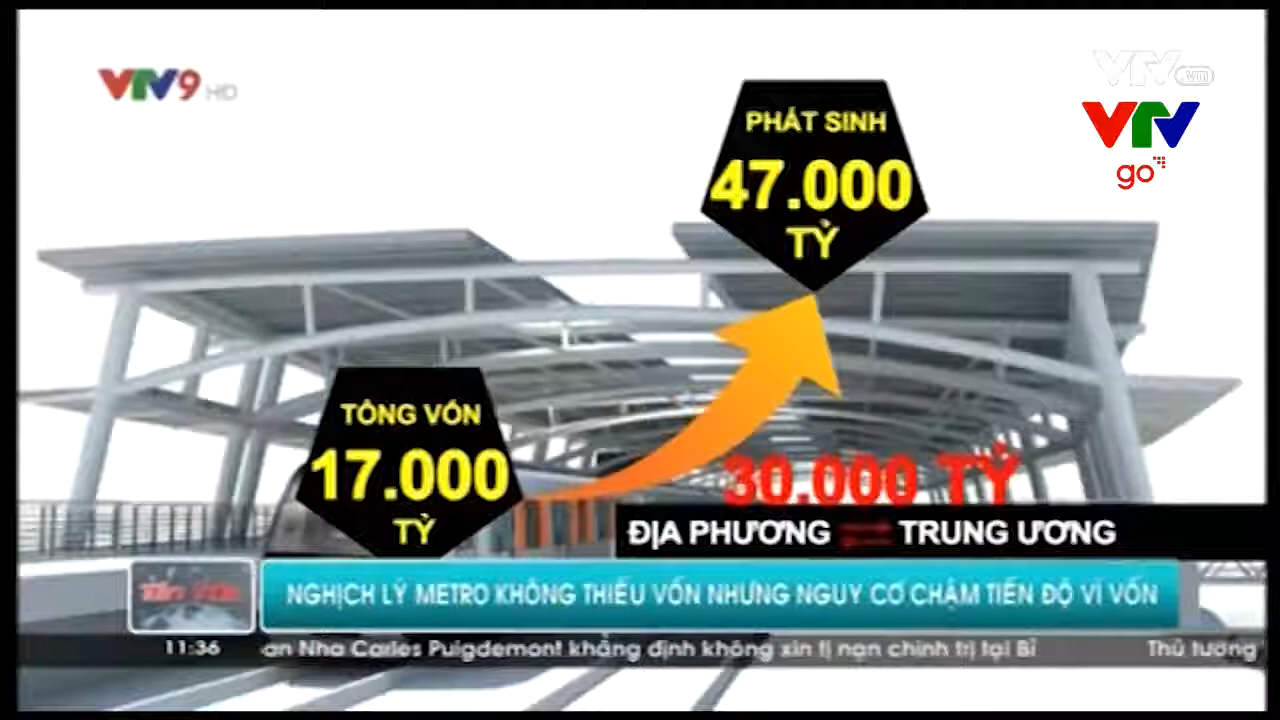 VTV9 HD
VTV.vn
VTV
go
PHÁT SINH
47.000
TỶ
TỔNG VỐN
17.000
TỶ
30.000 TỶ
ĐỊA PHƯƠNG TRUNG ƯƠNG
NGHỊCH LÝ METRO KHÔNG THIẾU VỐN NHƯNG NGUY CƠ CHẬM TIẾN ĐỘ VÌ VỐN
11:36 an Nha Carles Puigdemont khẳng định không xin tị nạn chính trị tại Bỉ Thủ tướng